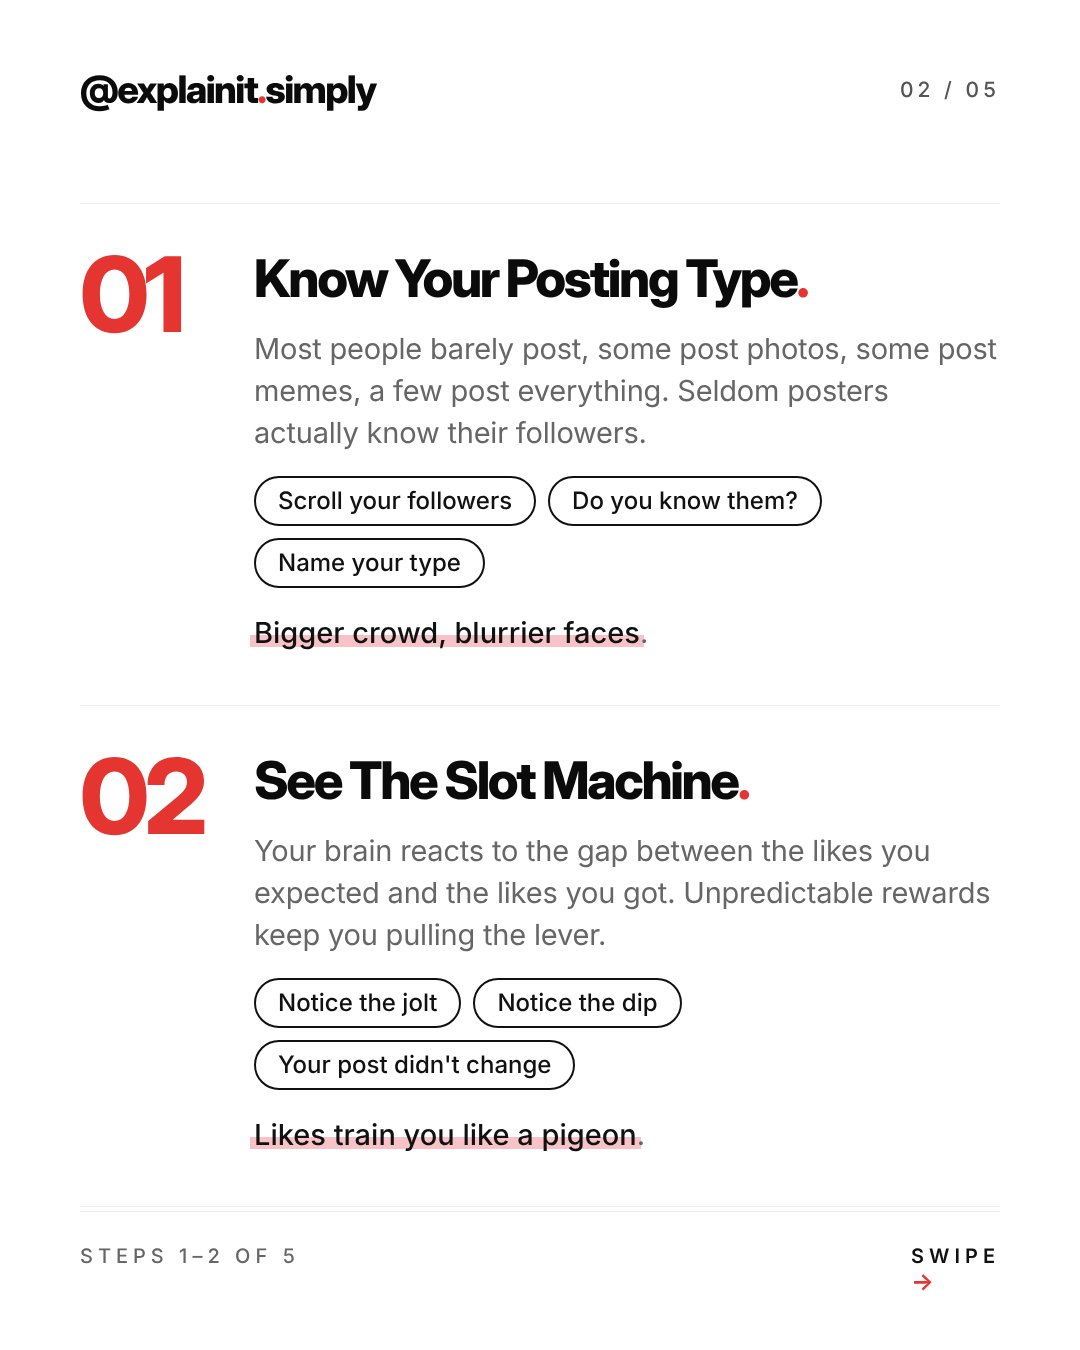 @explainit.simply
02 / 05
01
Know Your Posting Type.
Most people barely post, some post photos, some post
memes, a few post everything. Seldom posters
actually know their followers.
Scroll your followers
Do you know them?
Name your type
Bigger crowd, blurrier faces.
02
See The Slot Machine.
Your brain reacts to the gap between the likes you
expected and the likes you got. Unpredictable rewards
keep you pulling the lever.
Notice the jolt
Notice the dip
Your post didn't change
Likes train you like a pigeon.
STEPS 1–2 OF 5
SWIPE
→